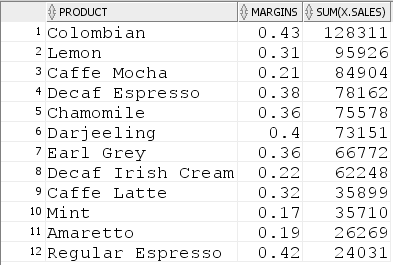 PRODUCT MARGINS SUM(X.SALES)
1 Colombian 0.43 128311
2 Lemon 0.31 95926
3 Caffe Mocha 0.21 84904
4 Decaf Espresso 0.38 78162
5 Chamomile 0.36 75578
6 Darjeeling 0.4 73151
7 Earl Grey 0.36 66772
8 Decaf Irish Cream 0.22 62248
9 Caffe Latte 0.32 35899
10 Mint 0.17 35710
11 Amaretto 0.19 26269
12 Regular Espresso 0.42 24031